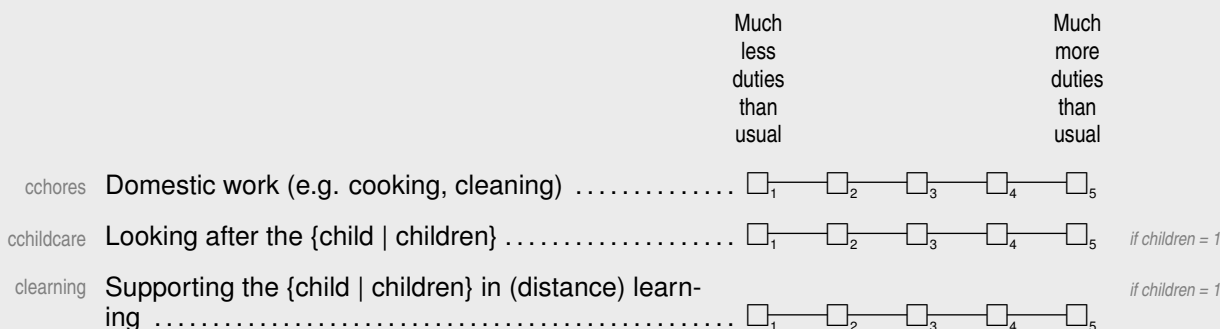 Much Much
less more
duties duties
than than
usual usual
cchores Domestic work (e.g. cooking, cleaning) .............. □1 □2 □3 □4 □5
cchildcare Looking after the {child | children} .................... □1 □2 □3 □4 □5 if children = 1
clearning Supporting the {child | children} in (distance) learn- if children = 1
ing .................................................. □1 □2 □3 □4 □5